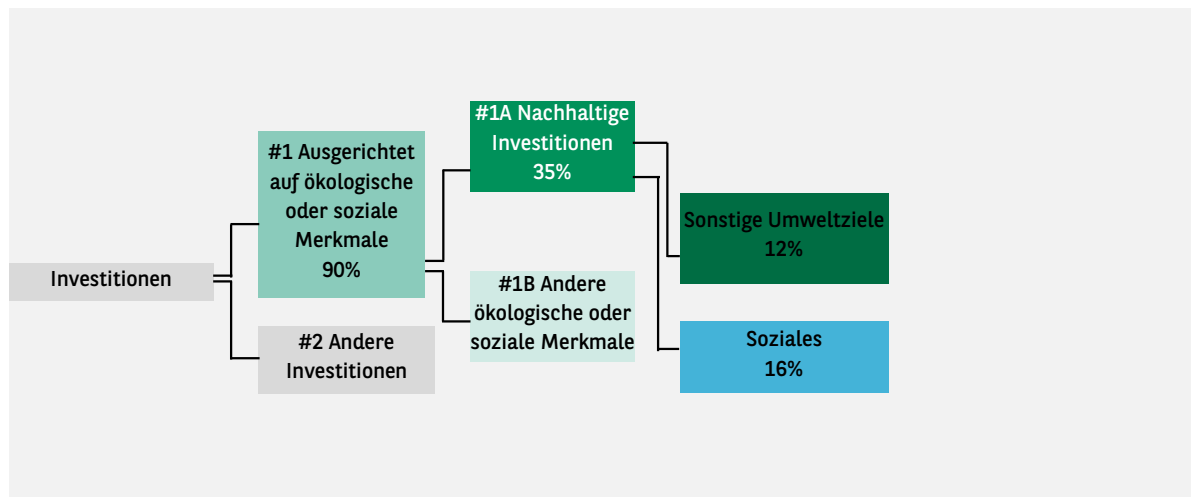 Investitionen
#1 Ausgerichtet
auf ökologische
oder soziale
Merkmale
90%
#2 Andere
Investitionen
#1A Nachhaltige
Investitionen
35%
#1B Andere
ökologische oder
soziale Merkmale
Sonstige Umweltziele
12%
Soziales
16%